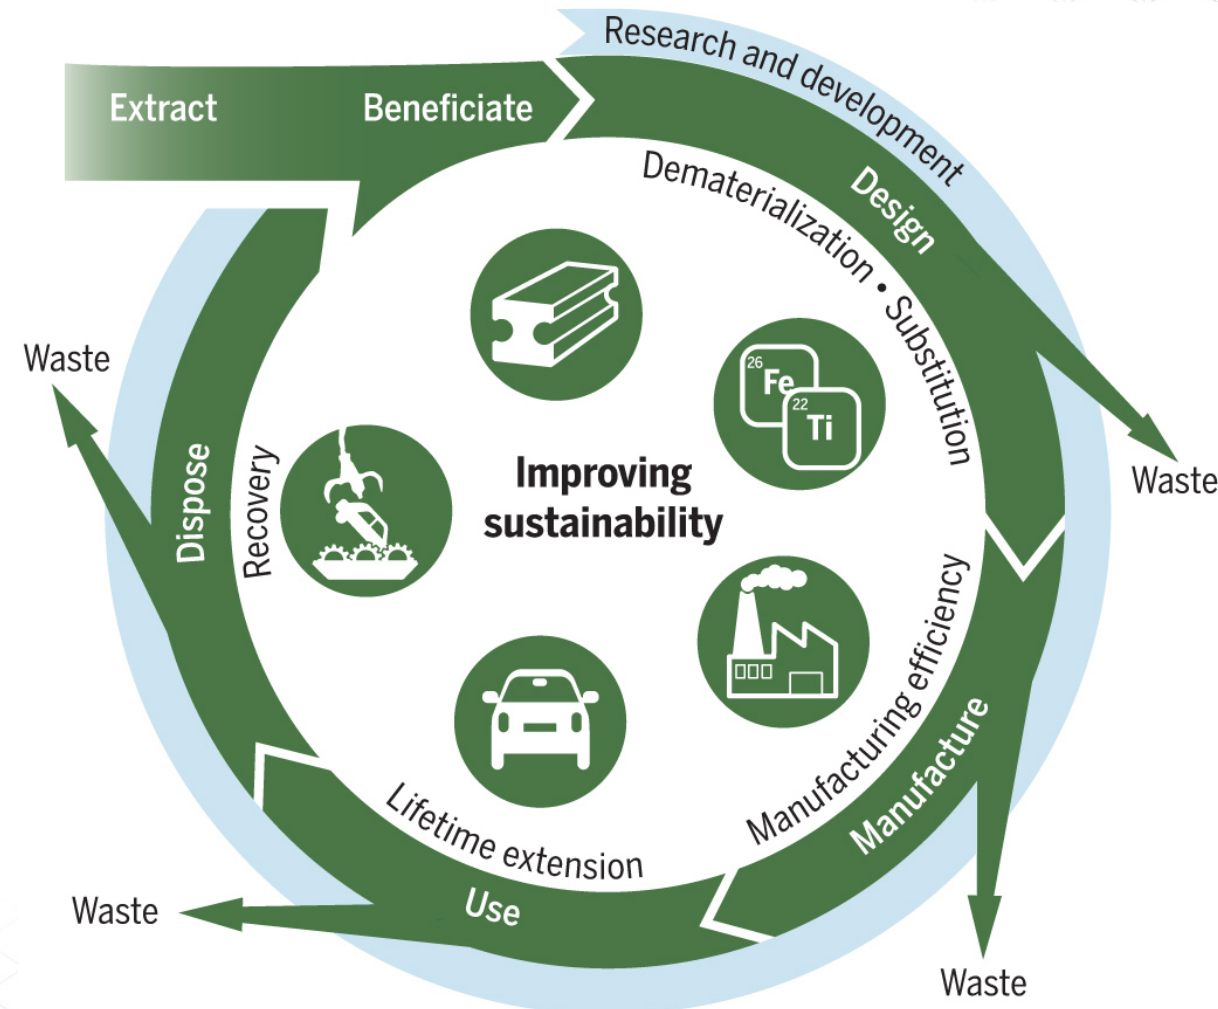 Research and development
Extract
Beneficiate
Design
Dematerialization • Substitution
Waste
26
Fe
22
Ti
Waste
Improving
sustainability
Dispose
Recovery
Manufacturing efficiency
Manufacture
Lifetime extension
Use
Waste
Waste